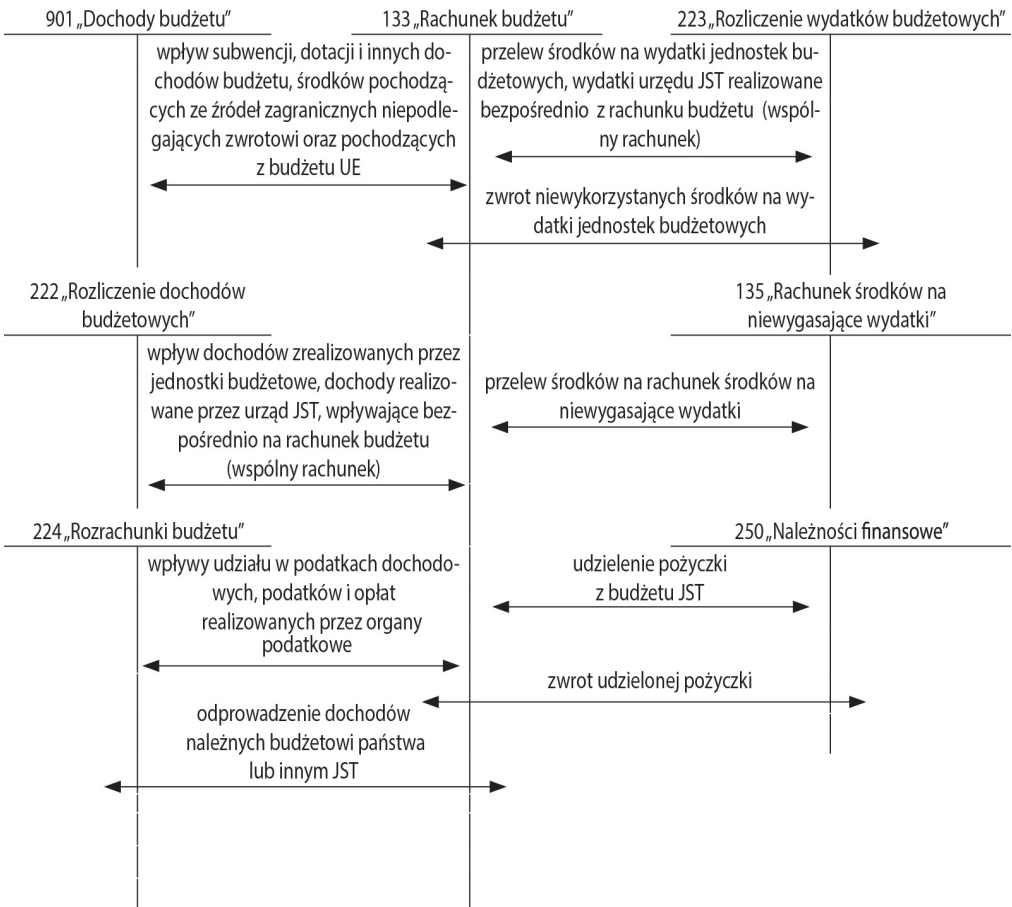 901 „Dochody budżetu”
133 „Rachunek budżetu”
223 „Rozliczenie wydatków budżetowych”
wpływ subwencji, dotacji i innych do-
chodów budżetu, środków pochodzą-
cych ze źródeł zagranicznych niepodle-
gających zwrotowi oraz pochodzących
z budżetu UE
przelew środków na wydatki jednostek bu-
dżetowych, wydatki urzędu JST realizowane
bezpośrednio z rachunku budżetu (wspól-
ny rachunek)
zwrot niewykorzystanych środków na wy-
datki jednostek budżetowych
222 „Rozliczenie dochodów
budżetowych”
135 „Rachunek środków na
niewygasające wydatki”
wpływ dochodów zrealizowanych przez
jednostki budżetowe, dochody realizo-
wane przez urząd JST, wpływające bez-
pośrednio na rachunek budżetu
(wspólny rachunek)
przelew środków na rachunek środków na
niewygasające wydatki
224 „Rozrachunki budżetu”
250 „Należności finansowe”
wpływy udziału w podatkach dochodo-
wych, podatków i opłat
realizowanych przez organy
podatkowe
udzielenie pożyczki
z budżetu JST
zwrot udzielonej pożyczki
odprowadzenie dochodów
należnych budżetowi państwa
lub innym JST